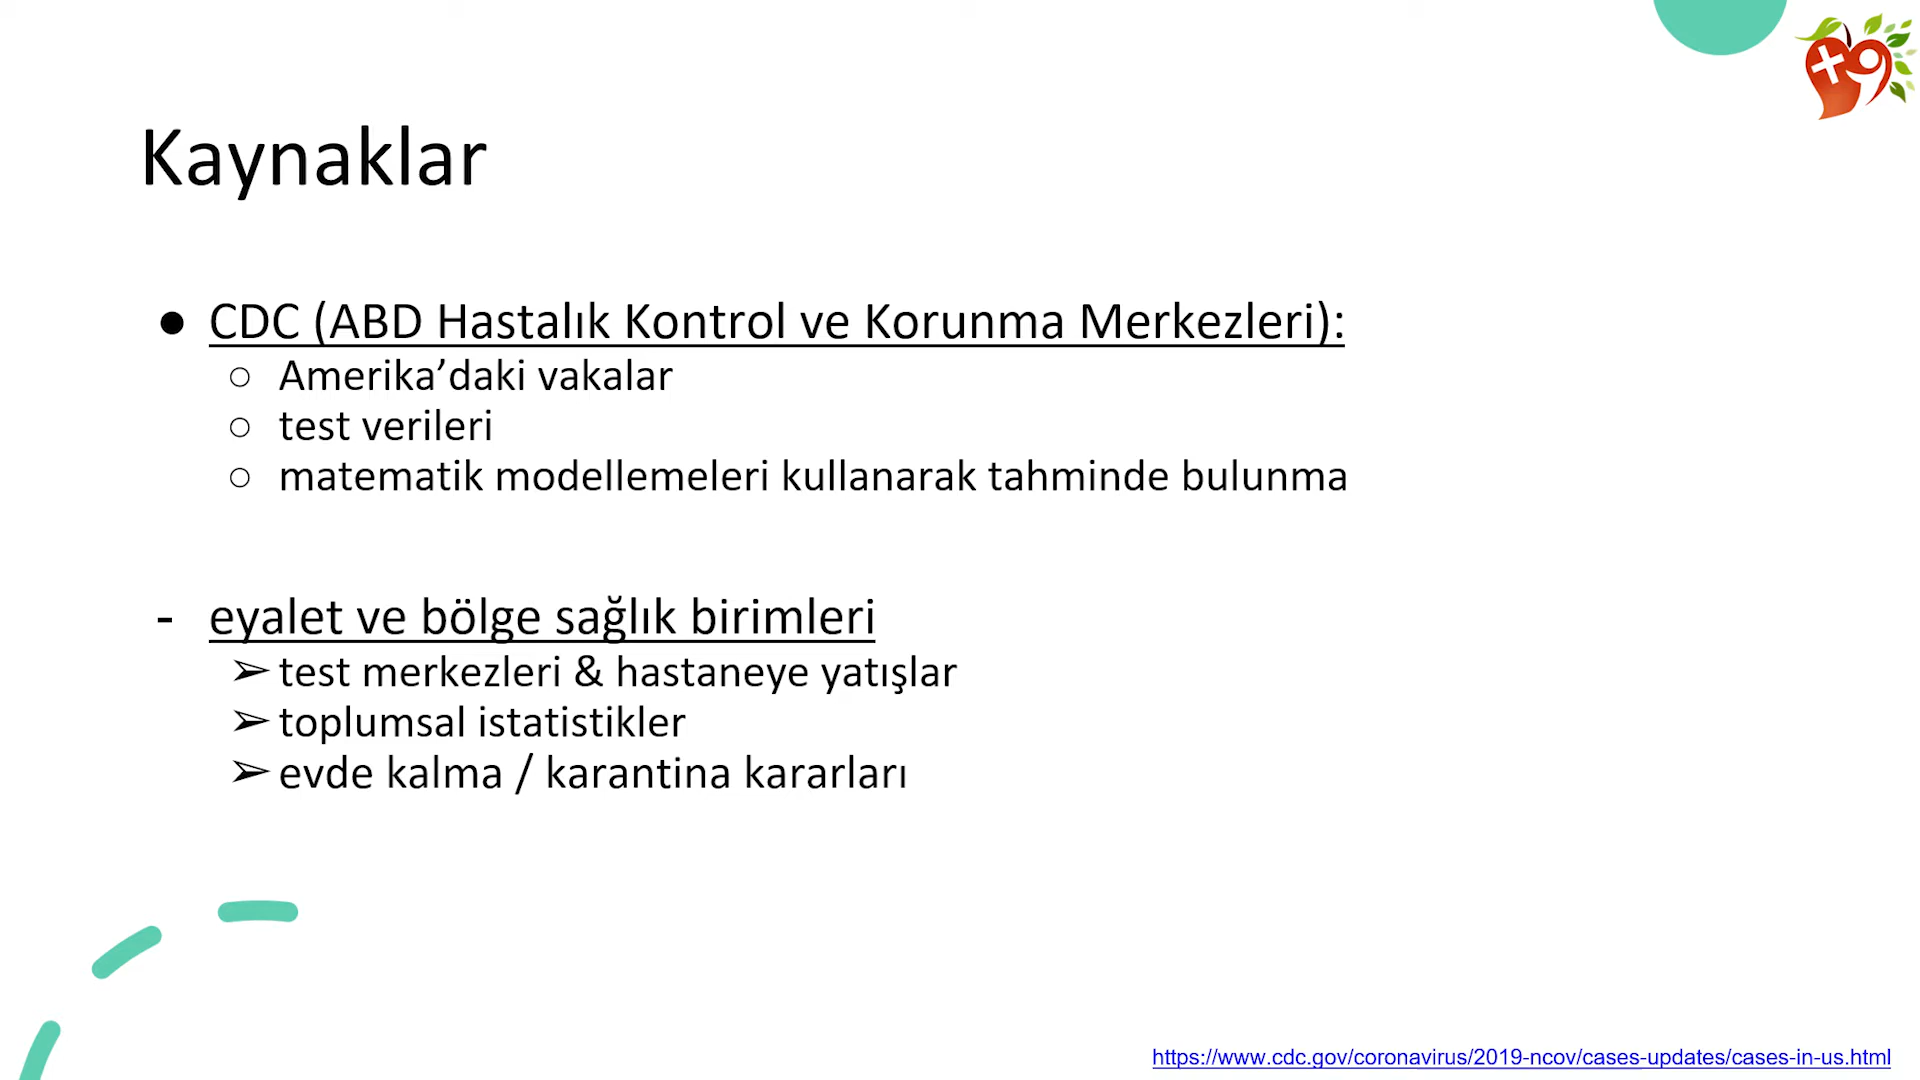 Kaynaklar
● CDC (ABD Hastalık Kontrol ve Korunma Merkezleri):
○ Amerika’daki vakalar
○ test verileri
○ matematik modellemeleri kullanarak tahminde bulunma
- eyalet ve bölge sağlık birimleri
➢ test merkezleri & hastaneye yatışlar
➢ toplumsal istatistikler
➢ evde kalma / karantina kararları
https://www.cdc.gov/coronavirus/2019-ncov/cases-updates/cases-in-us.html